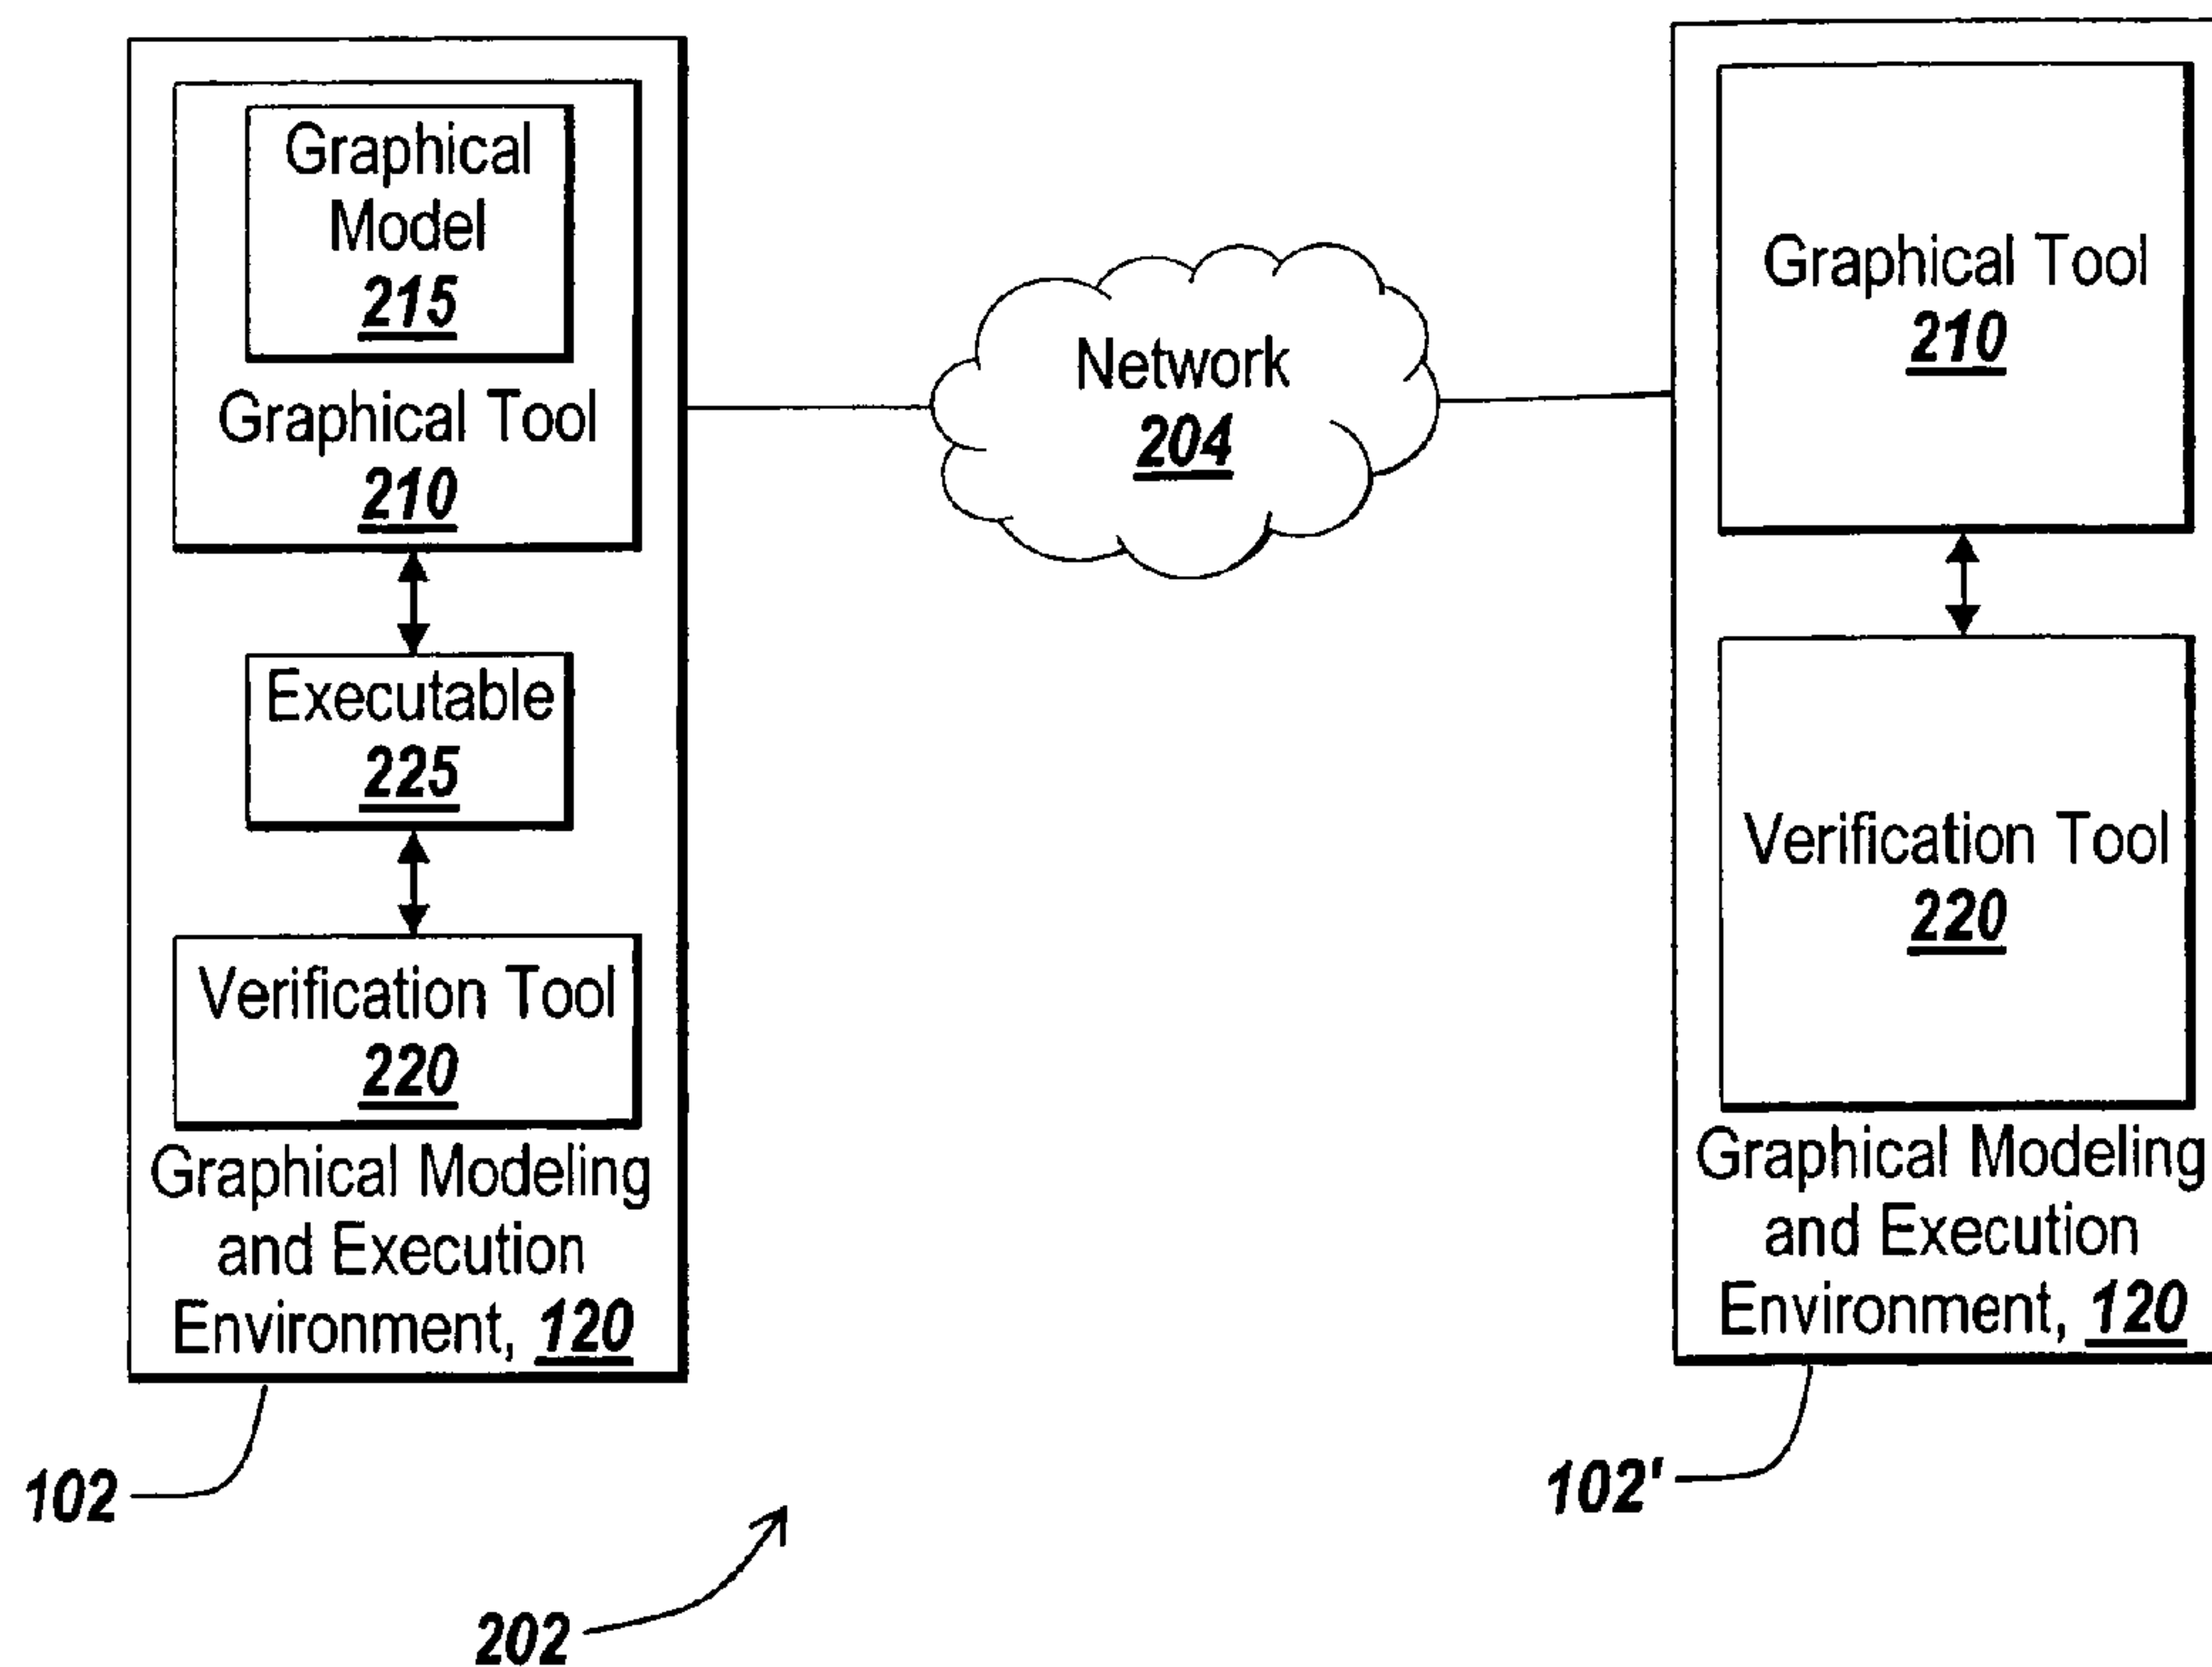 Graphical
Model
215
Graphical Tool
210
Executable
225
Verification Tool
220
Graphical Modeling
and Execution
Environment, 120
102
Network
204
Graphical Tool
210
Verification Tool
220
Graphical Modeling
and Execution
Environment, 120
102'
202